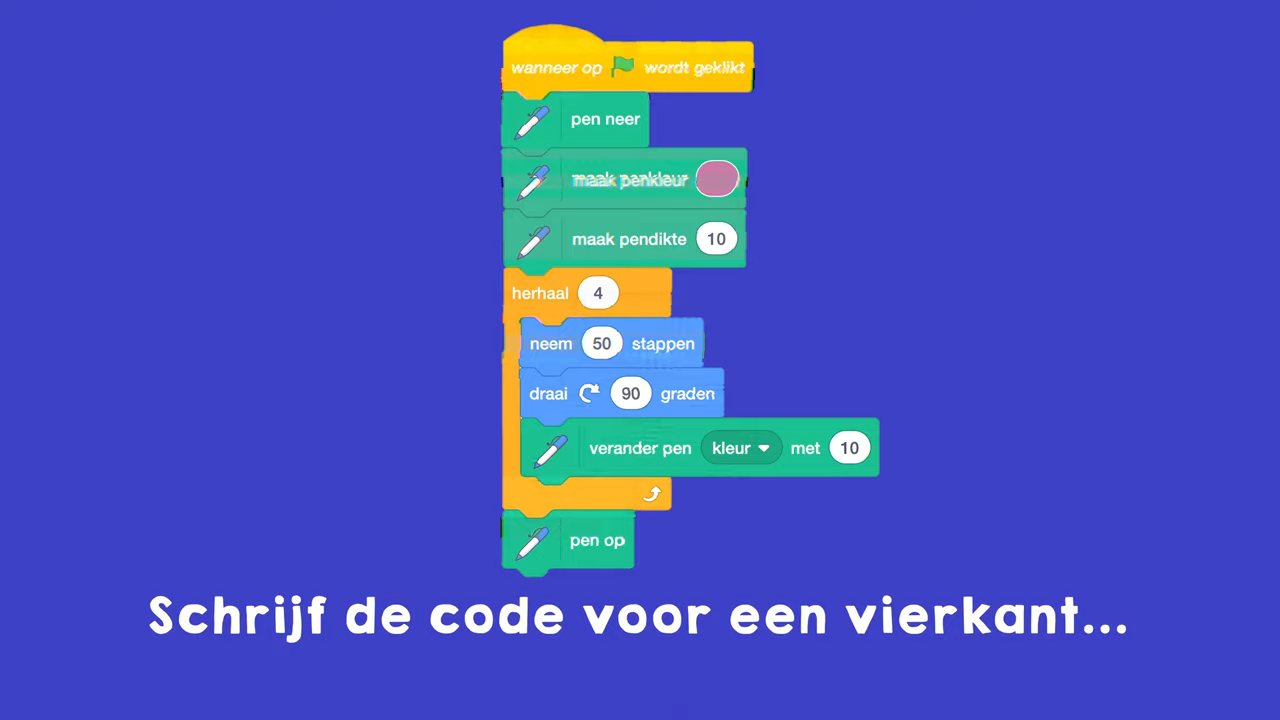 wanneer op wordt geklikt
pen neer
maak penkleur
maak pendikte 10
herhaal 4
neem 50 stappen
draai 90 graden
verander pen kleur met 10
pen op
Schrijf de code voor een vierkant...